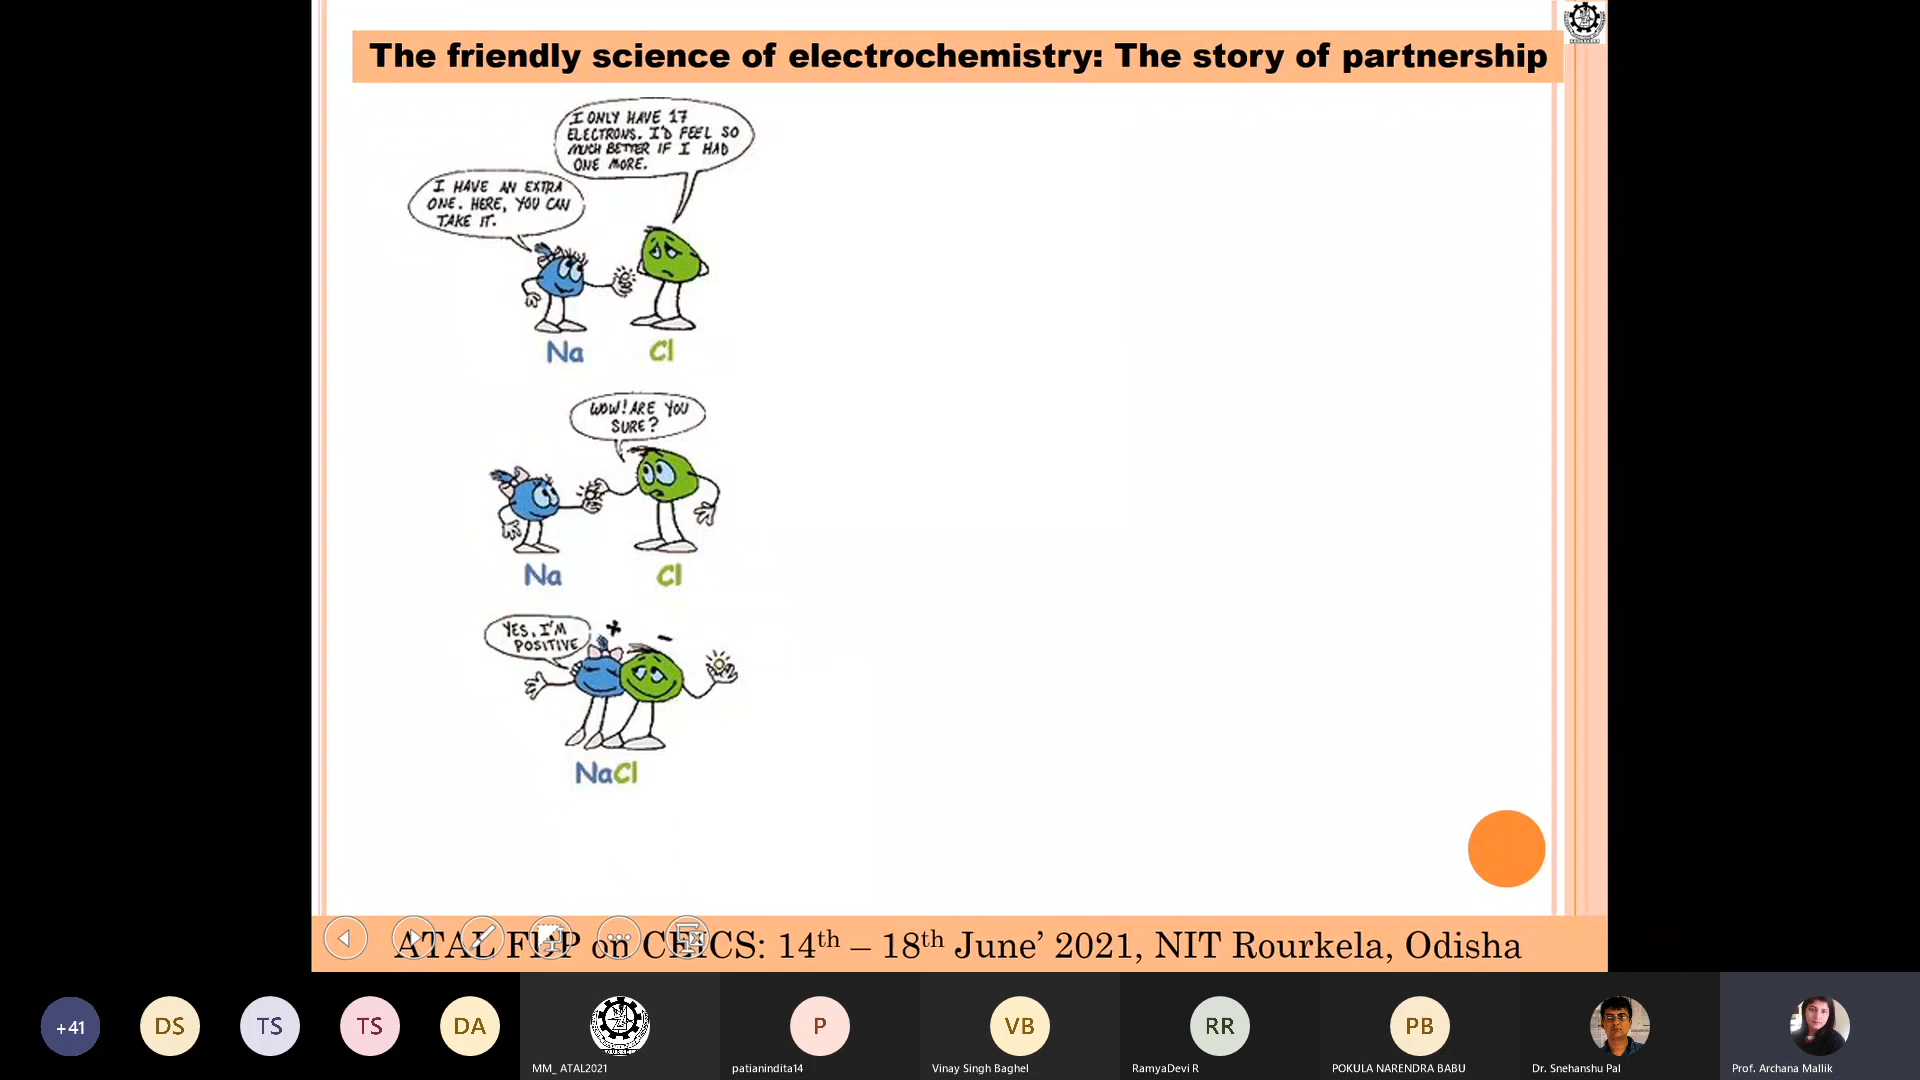 The friendly science of electrochemistry: The story of partnership
I ONLY HAVE 17
ELECTRONS. I'D FEEL SO
MUCH BETTER IF I HAD
ONE MORE.
I HAVE AN EXTRA
ONE. HERE, YOU CAN
TAKE IT.
Na Cl
WOW! ARE YOU
SURE?
Na Cl
YES, I'M
POSITIVE
+ –
NaCl
ATAL FDP on CEICS: 14th – 18th June’ 2021, NIT Rourkela, Odisha
+41
DS
TS
TS
DA
P
VB
RR
PB
MM_ ATAL2021
patianindita14
Vinay Singh Baghel
RamyaDevi R
POKULA NARENDRA BABU
Dr. Snehanshu Pal
Prof. Archana Mallik